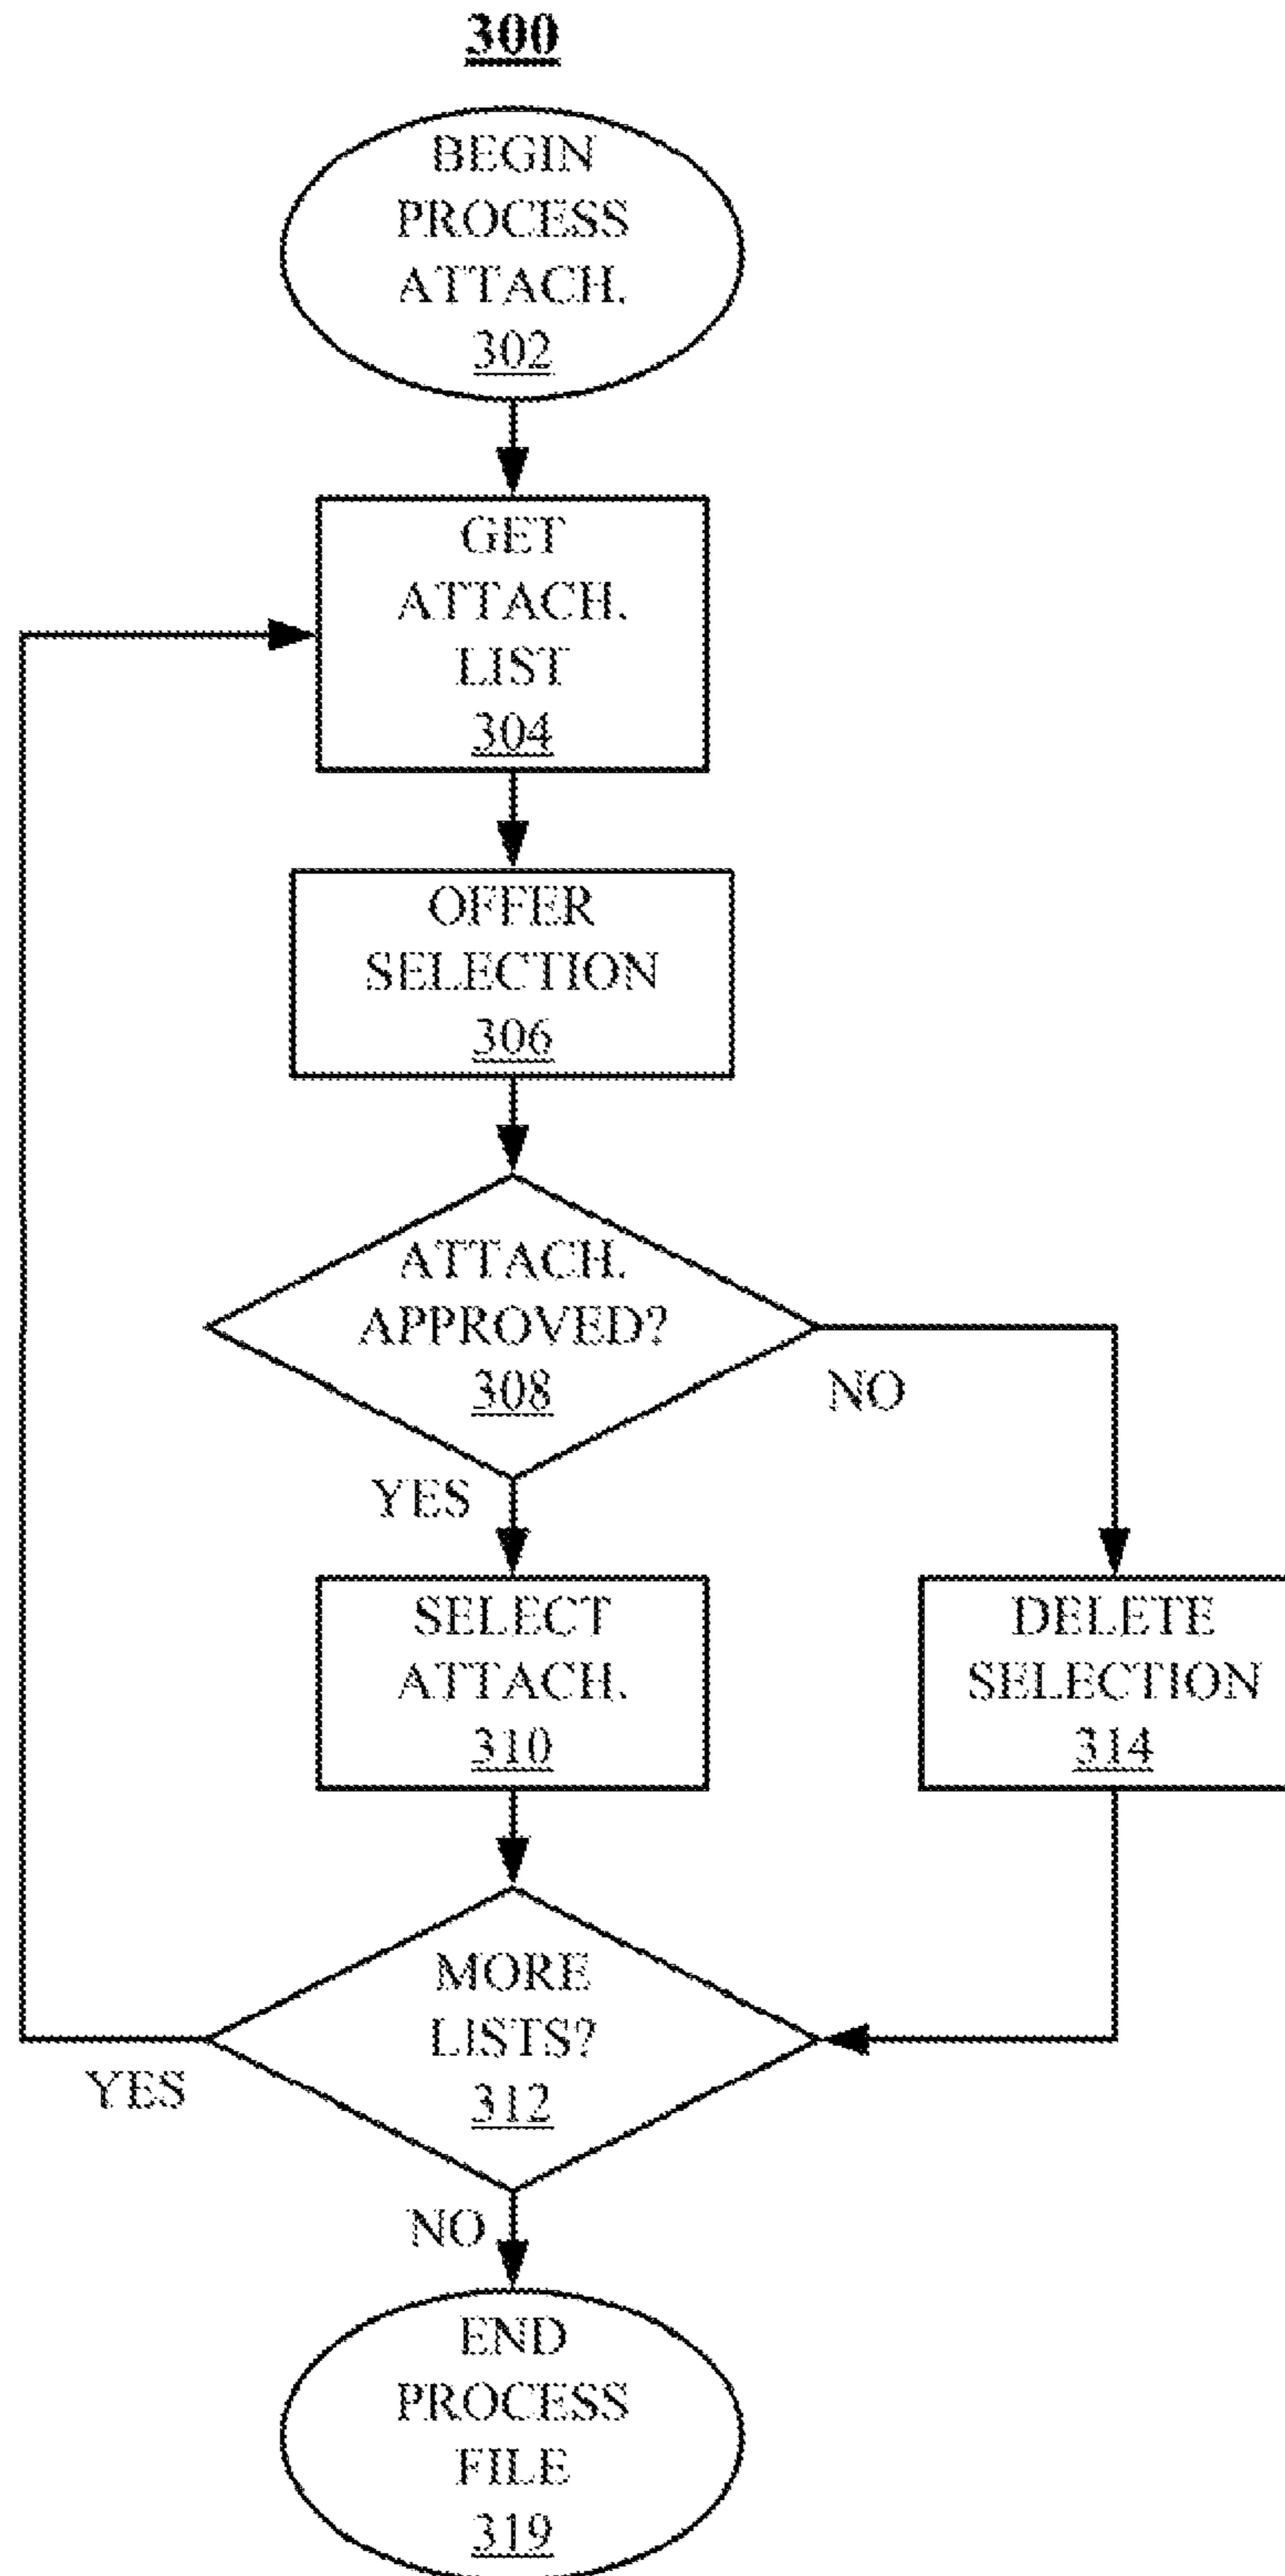 300
BEGIN
PROCESS
ATTACH.
302
GET
ATTACH.
LIST
304
OFFER
SELECTION
306
ATTACH.
APPROVED?
308
NO
YES
SELECT
ATTACH.
310
DELETE
SELECTION
314
MORE
LISTS?
312
YES
NO
END
PROCESS
FILE
319